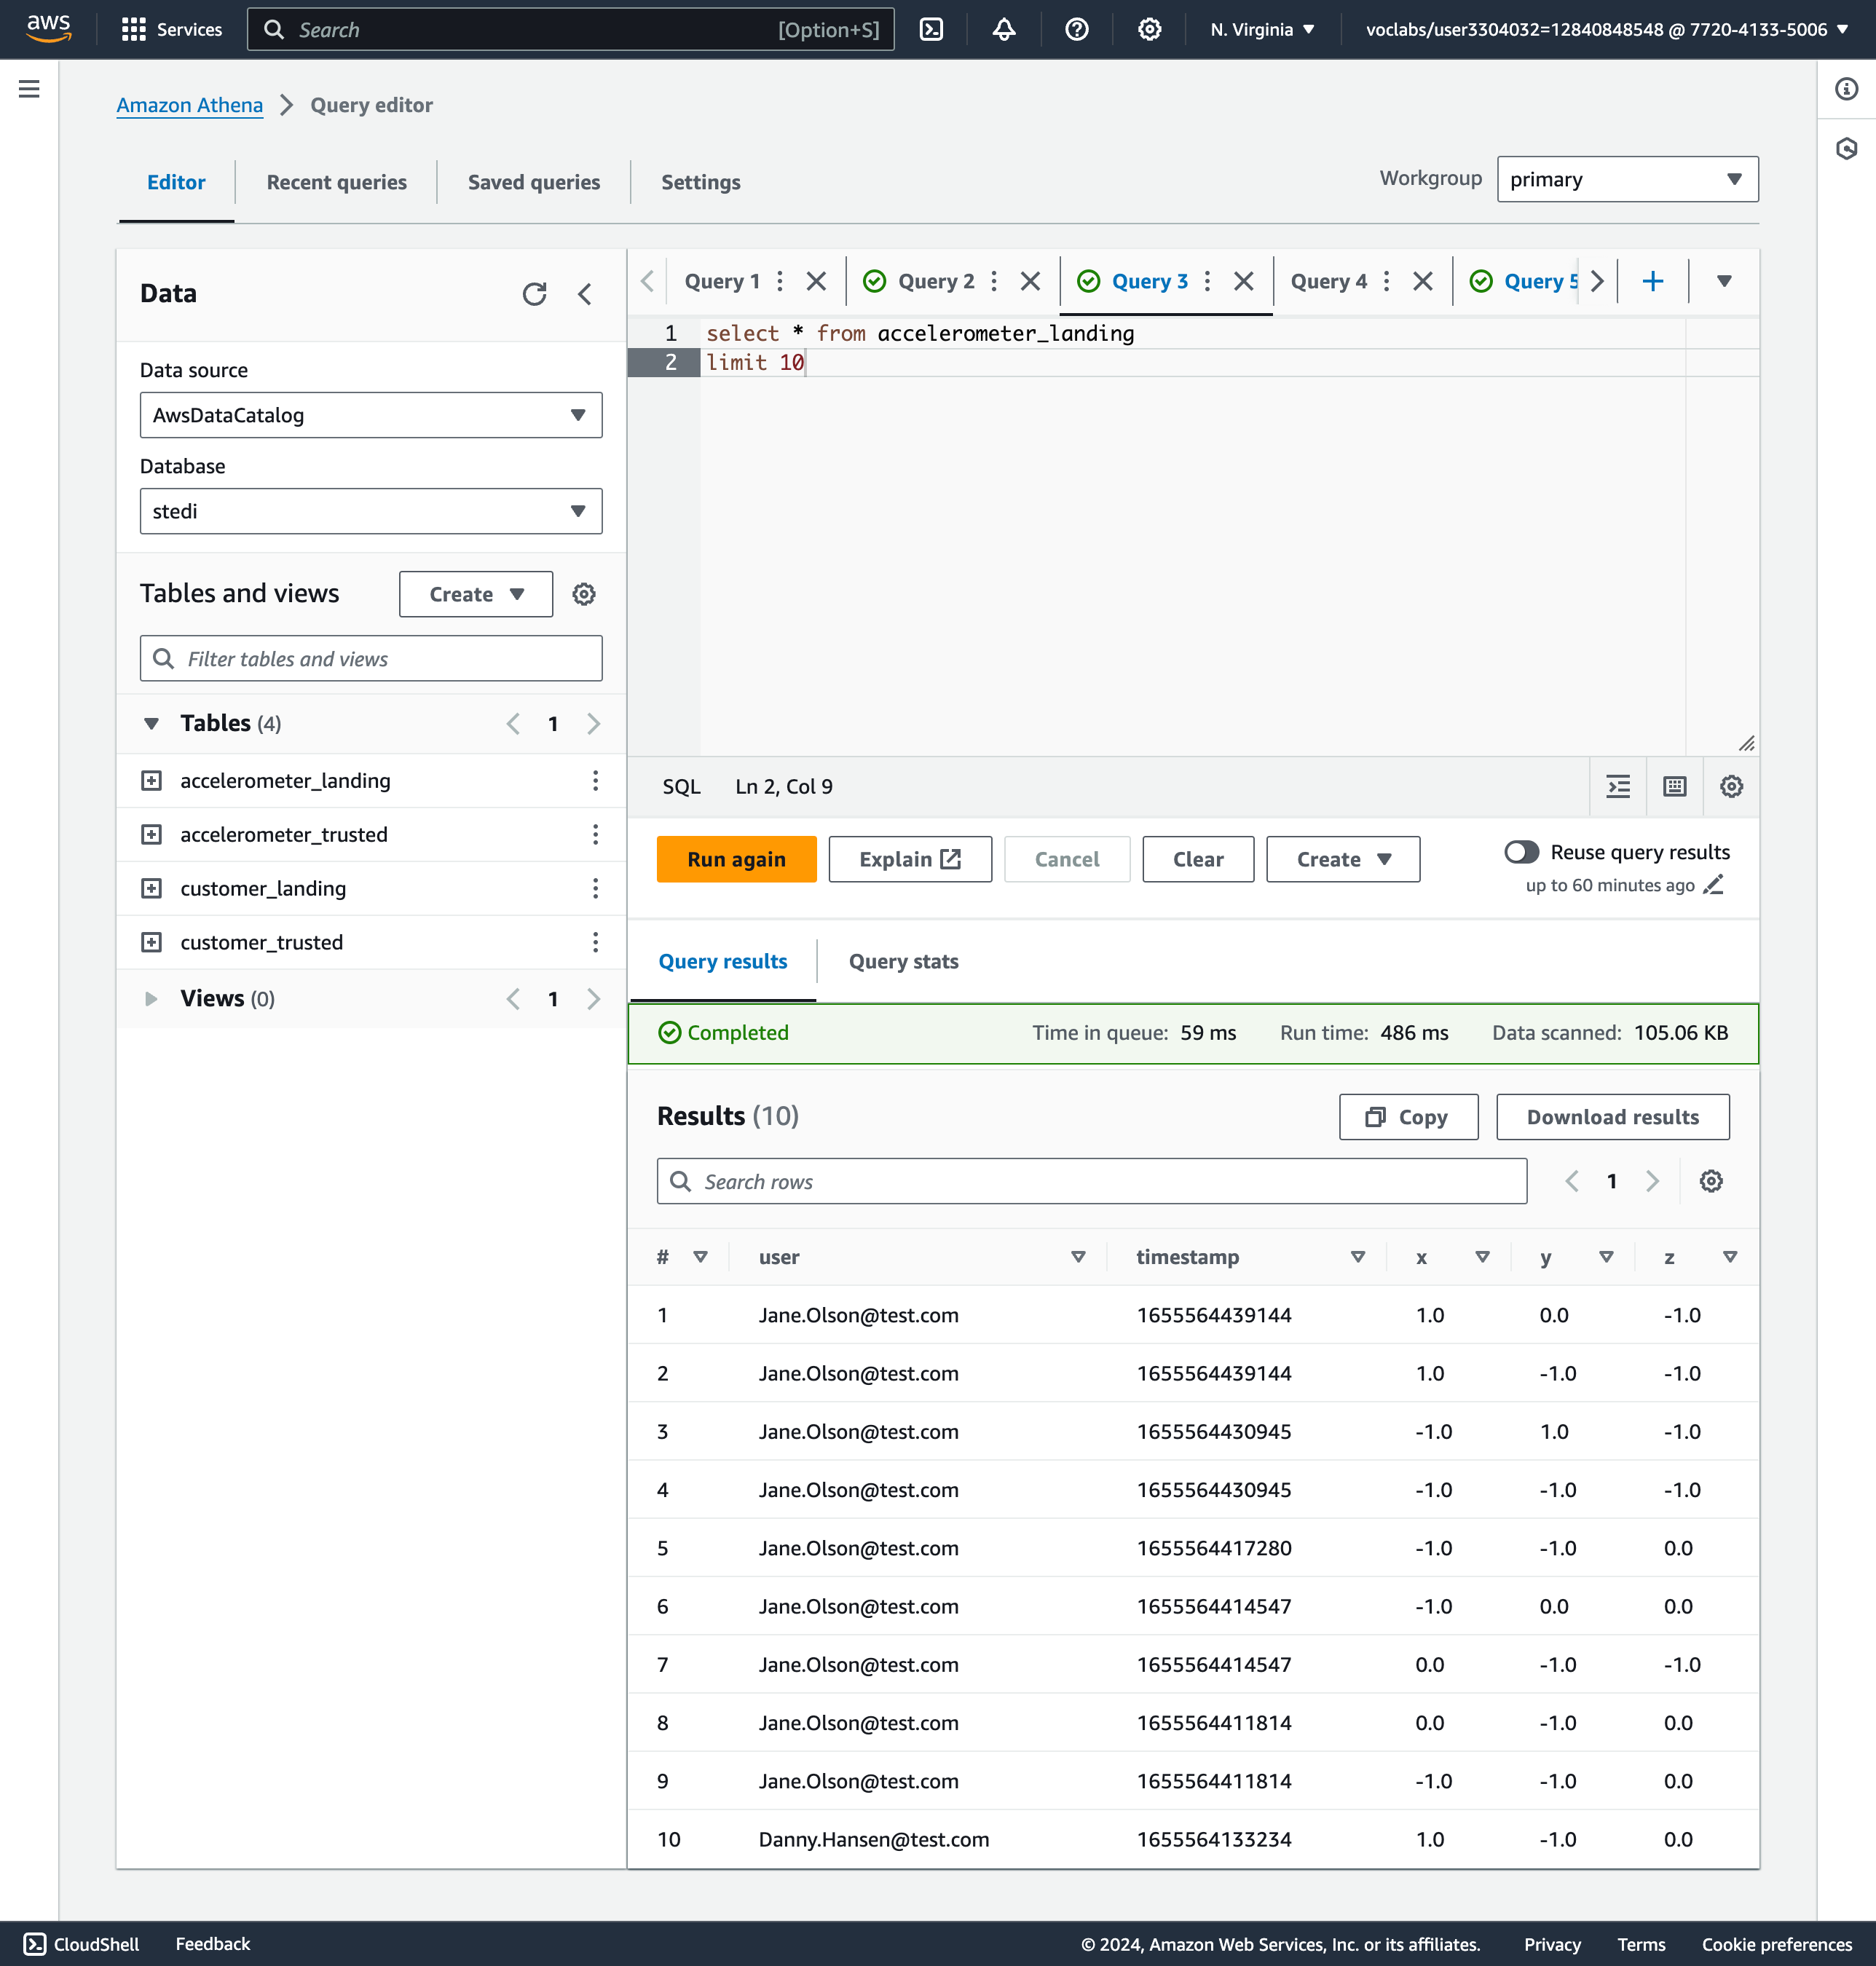 aws Services Search [Option+S] N. Virginia voclabs/user3304032=12840848548 @ 7720-4133-5006
Amazon Athena Query editor
Editor Recent queries Saved queries Settings Workgroup primary
Data
Data source
AwsDataCatalog
Database
stedi
Tables and views Create
Filter tables and views
Tables (4) 1
accelerometer_landing
accelerometer_trusted
customer_landing
customer_trusted
Views (0) 1
Query 1 Query 2 Query 3 Query 4 Query 5
1 select * from accelerometer_landing
2 limit 10
SQL Ln 2, Col 9
Run again Explain Cancel Clear Create Reuse query results
up to 60 minutes ago
Query results Query stats
Completed Time in queue: 59 ms Run time: 486 ms Data scanned: 105.06 KB
Results (10) Copy Download results
Search rows 1
# user timestamp x y z
1 Jane.Olson@test.com 1655564439144 1.0 0.0 -1.0
2 Jane.Olson@test.com 1655564439144 1.0 -1.0 -1.0
3 Jane.Olson@test.com 1655564430945 -1.0 1.0 -1.0
4 Jane.Olson@test.com 1655564430945 -1.0 -1.0 -1.0
5 Jane.Olson@test.com 1655564417280 -1.0 -1.0 0.0
6 Jane.Olson@test.com 1655564414547 -1.0 0.0 0.0
7 Jane.Olson@test.com 1655564414547 0.0 -1.0 -1.0
8 Jane.Olson@test.com 1655564411814 0.0 -1.0 0.0
9 Jane.Olson@test.com 1655564411814 -1.0 -1.0 0.0
10 Danny.Hansen@test.com 1655564133234 1.0 -1.0 0.0
CloudShell Feedback © 2024, Amazon Web Services, Inc. or its affiliates. Privacy Terms Cookie preferences